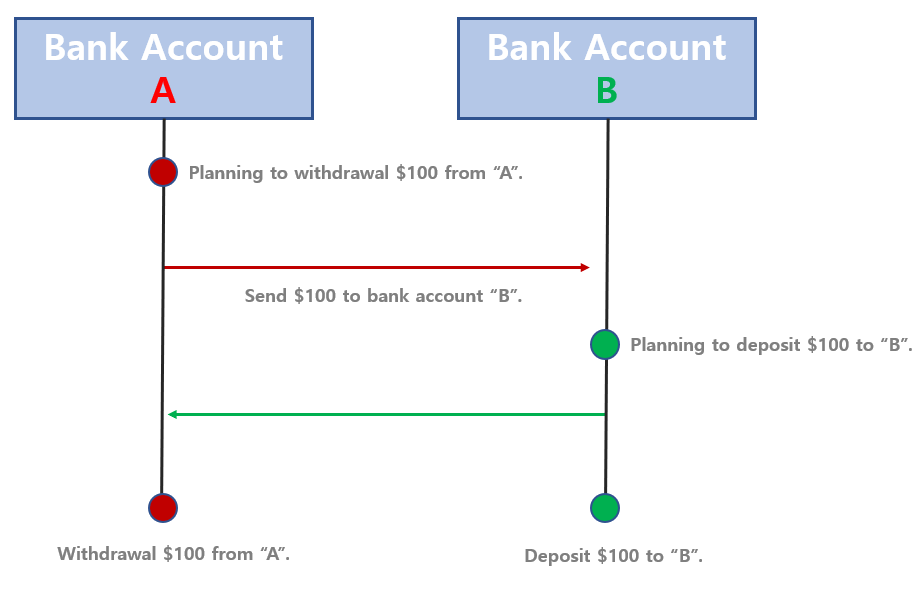 Bank Account
A
Bank Account
B
Planning to withdrawal $100 from “A”.
Send $100 to bank account “B”.
Planning to deposit $100 to “B”.
Withdrawal $100 from “A”.
Deposit $100 to “B”.